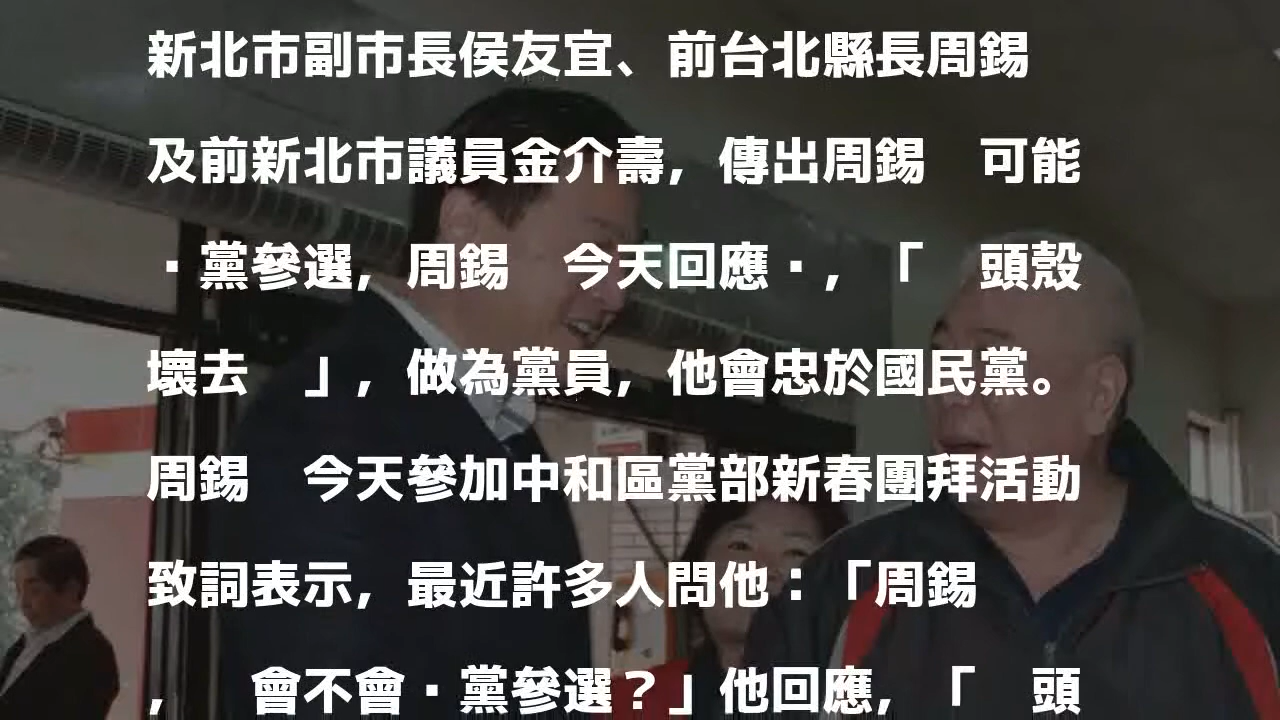 新北市副市長侯友宜、前台北縣長周錫
及前新北市議員金介壽，傳出周錫　可能
▪黨參選，周錫　今天回應▪，「　頭殼
壞去　」，做為黨員，他會忠於國民黨。
周錫　今天參加中和區黨部新春團拜活動
致詞表示，最近許多人問他：「周錫
，　會不會▪黨參選？」他回應，「　頭